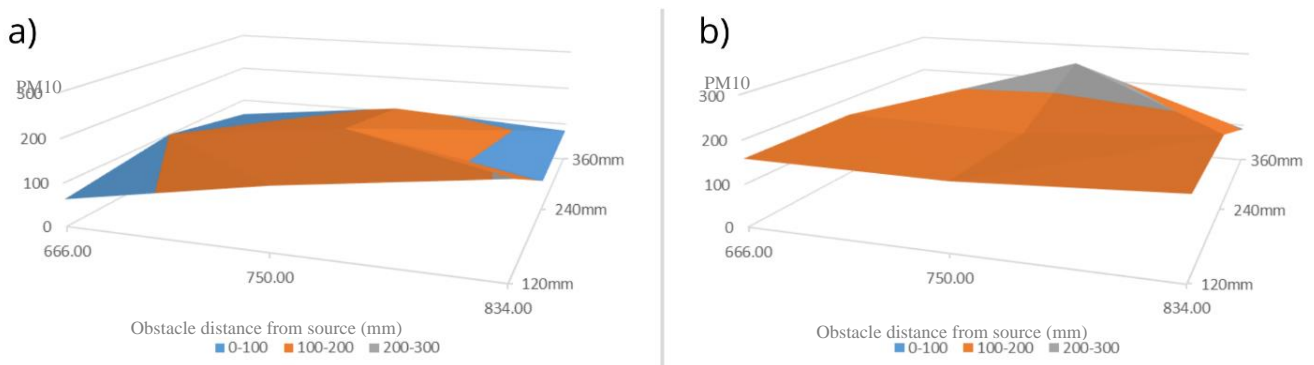 a)
PM10
300
200
100
0
666.00
750.00
834.00
120mm
240mm
360mm
Obstacle distance from source (mm)
0-100 100-200 200-300
b)
PM10
300
200
100
0
666.00
750.00
834.00
120mm
240mm
360mm
Obstacle distance from source (mm)
0-100 100-200 200-300